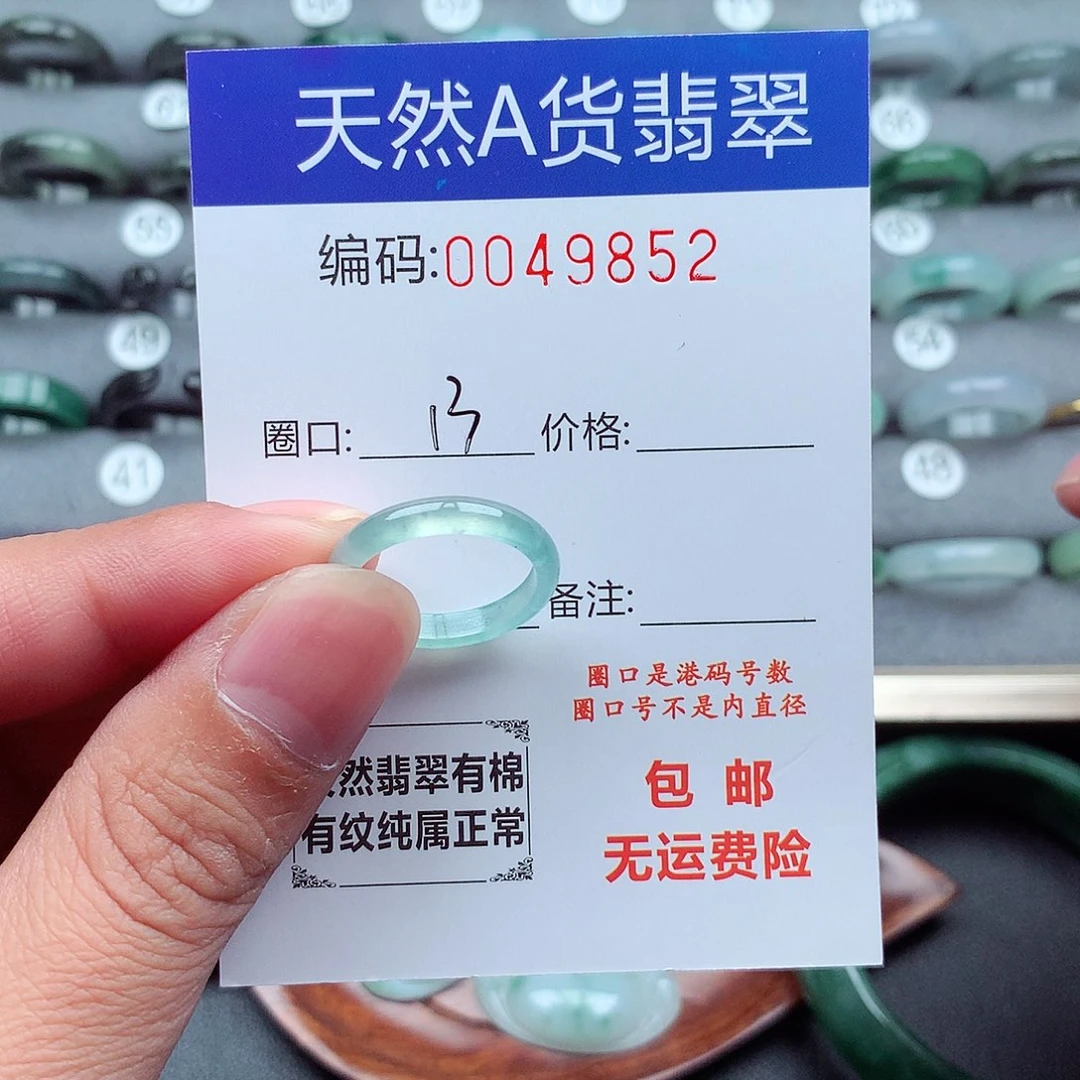 天然A货翡翠
编码:0049852
圈口: 13 价格:
备注:
圈口是港码号数
圈口号不是内直径
然翡翠有棉
有纹纯属正常
包 邮
无运费险
59
49
41
54
48